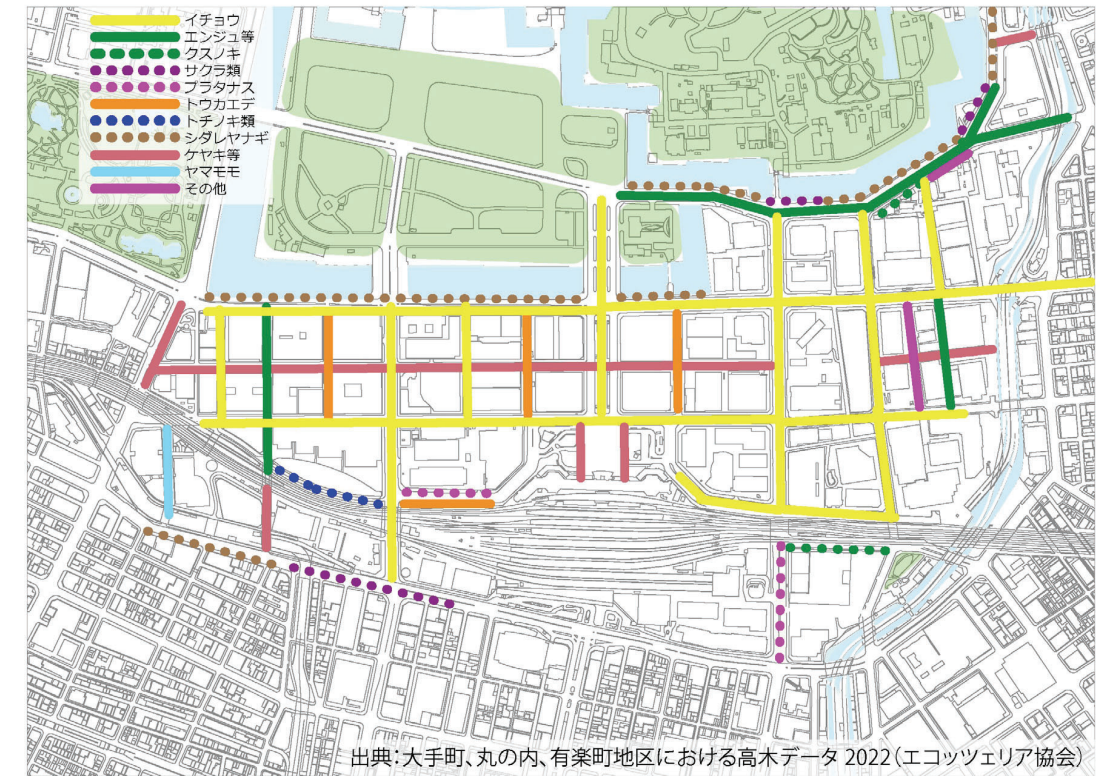 イチョウ
エンジュ等
クスノキ
サクラ類
プラタナス
トウカエデ
トチノキ類
シダレヤナギ
ケヤキ等
ヤマモモ
その他
出典：大手町、丸の内、有楽町地区における高木データ 2022（エコッツェリア協会）